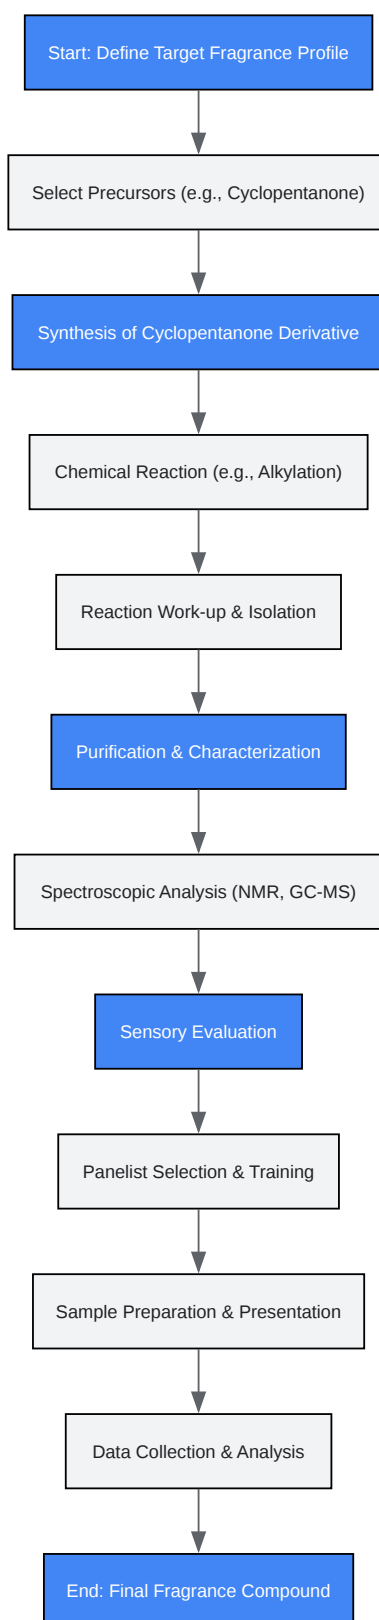 Start: Define Target Fragrance Profile
Select Precursors (e.g., Cyclopentanone)
Synthesis of Cyclopentanone Derivative
Chemical Reaction (e.g., Alkylation)
Reaction Work-up & Isolation
Purification & Characterization
Spectroscopic Analysis (NMR, GC-MS)
Sensory Evaluation
Panelist Selection & Training
Sample Preparation & Presentation
Data Collection & Analysis
End: Final Fragrance Compound